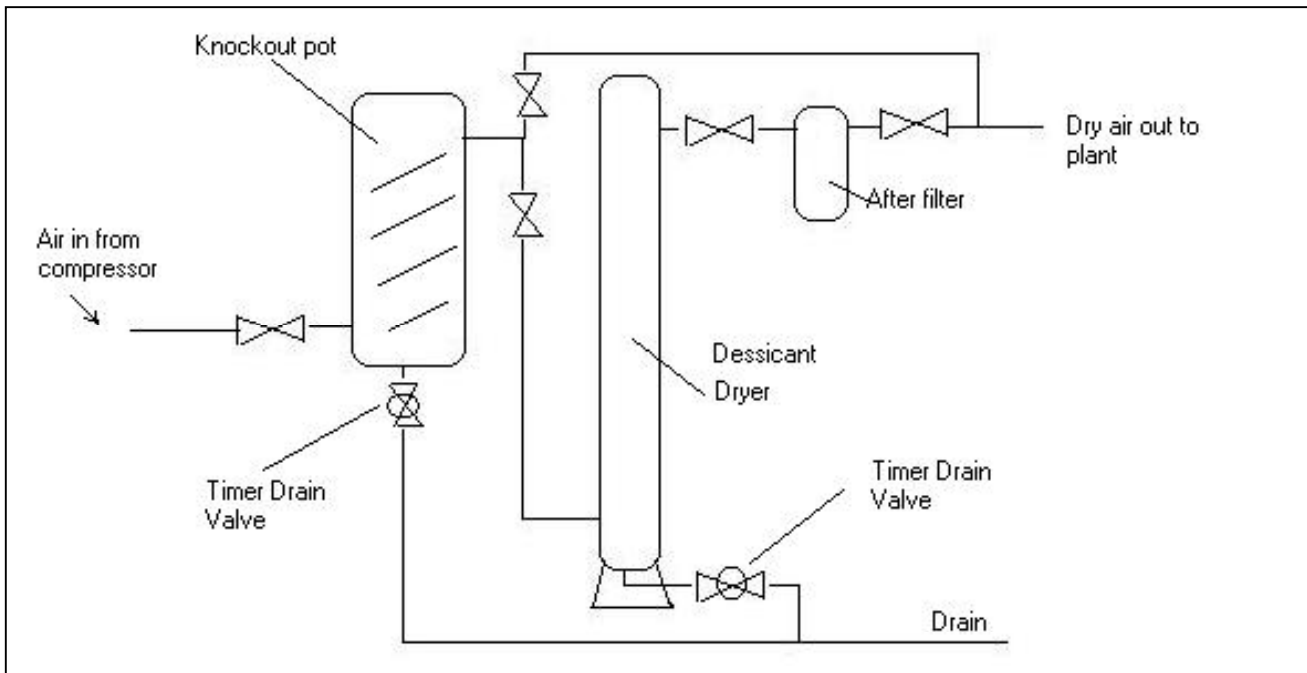 Knockout pot
Dry air out to
plant
After filter
Air in from
compressor
Dessicant
Dryer
Timer Drain
Valve
Timer Drain
Valve
Drain